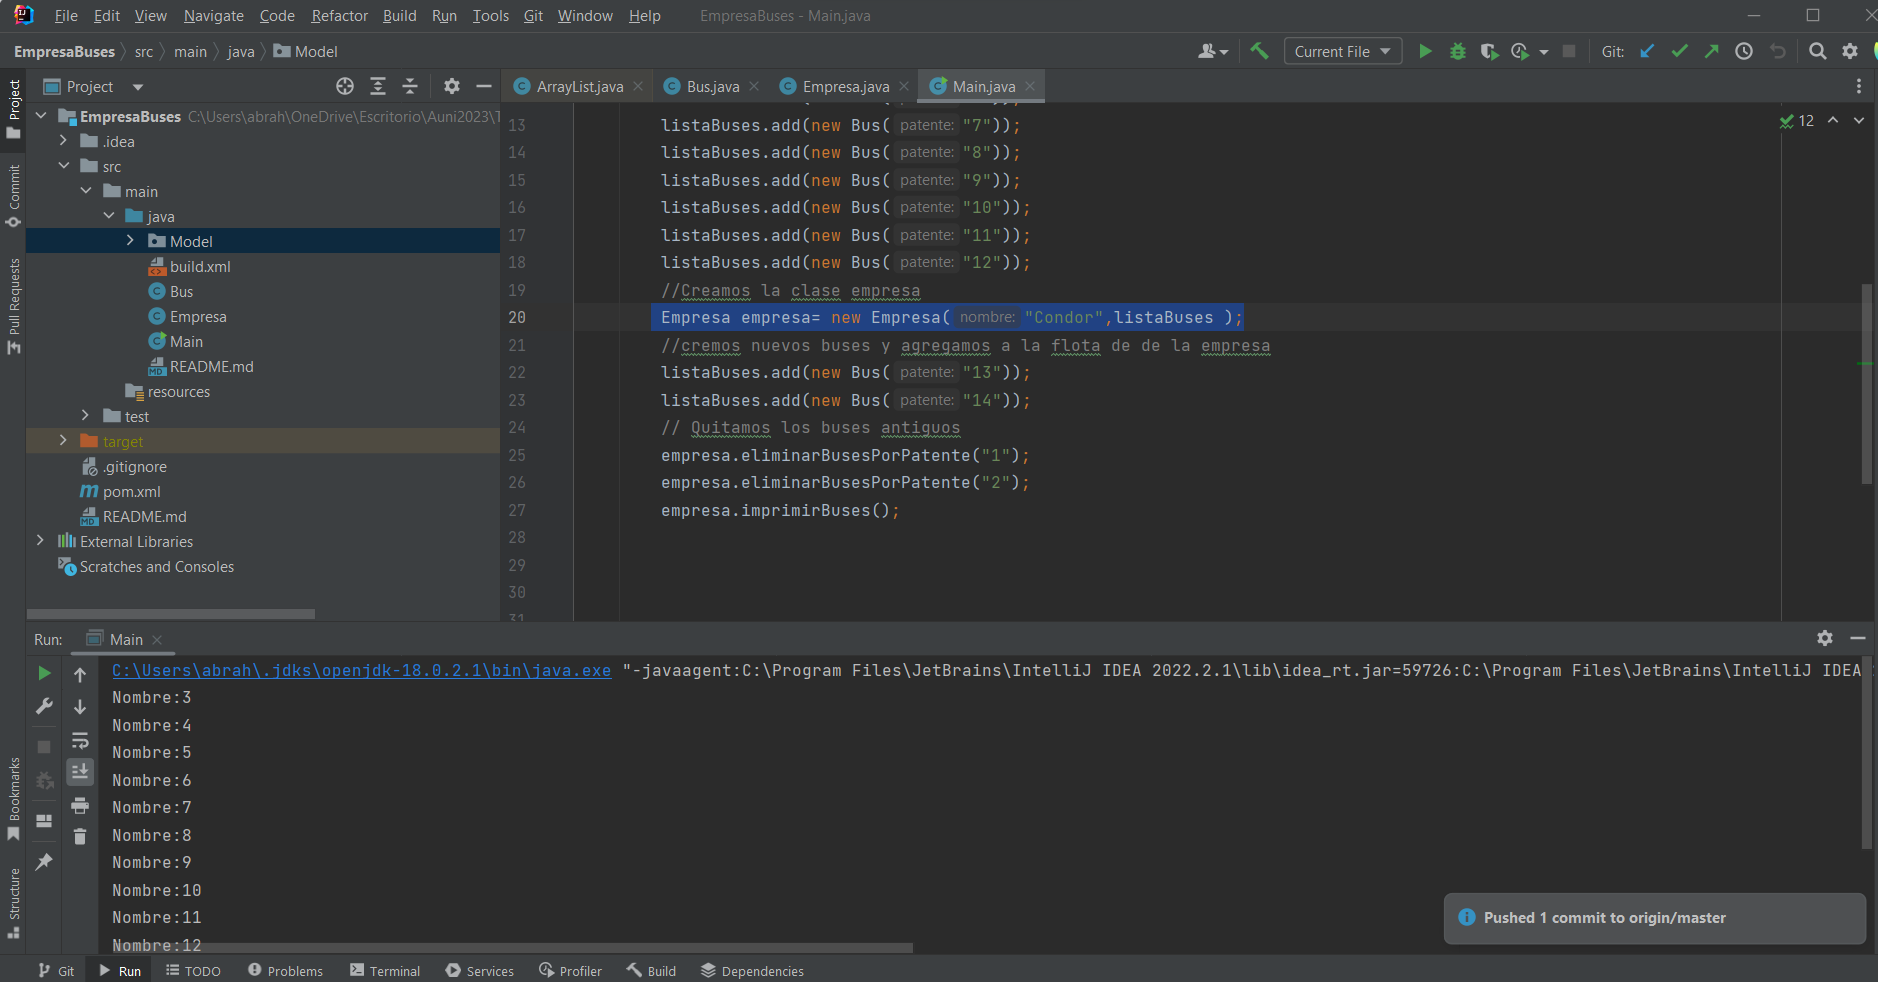 File Edit View Navigate Code Refactor Build Run Tools Git Window Help EmpresaBuses - Main.java
EmpresaBuses src main java Model Current File Git:
Project
Commit
Pull Requests
Bookmarks
Structure
Project
EmpresaBuses C:\Users\abrah\OneDrive\Escritorio\Auni2023\T
.idea
src
main
java
Model
build.xml
Bus
Empresa
Main
README.md
resources
test
target
.gitignore
pom.xml
README.md
External Libraries
Scratches and Consoles
ArrayList.java Bus.java Empresa.java Main.java
12
13 listaBuses.add(new Bus( patente: "7"));
14 listaBuses.add(new Bus( patente: "8"));
15 listaBuses.add(new Bus( patente: "9"));
16 listaBuses.add(new Bus( patente: "10"));
17 listaBuses.add(new Bus( patente: "11"));
18 listaBuses.add(new Bus( patente: "12"));
19 //Creamos la clase empresa
20 Empresa empresa= new Empresa( nombre: "Condor",listaBuses );
21 //cremos nuevos buses y agregamos a la flota de de la empresa
22 listaBuses.add(new Bus( patente: "13"));
23 listaBuses.add(new Bus( patente: "14"));
24 // Quitamos los buses antiguos
25 empresa.eliminarBusesPorPatente("1");
26 empresa.eliminarBusesPorPatente("2");
27 empresa.imprimirBuses();
28
29
30
31
Run: Main
C:\Users\abrah\.jdks\openjdk-18.0.2.1\bin\java.exe "-javaagent:C:\Program Files\JetBrains\IntelliJ IDEA 2022.2.1\lib\idea_rt.jar=59726:C:\Program Files\JetBrains\IntelliJ IDEA
Nombre:3
Nombre:4
Nombre:5
Nombre:6
Nombre:7
Nombre:8
Nombre:9
Nombre:10
Nombre:11
Nombre:12
Pushed 1 commit to origin/master
Git Run TODO Problems Terminal Services Profiler Build Dependencies